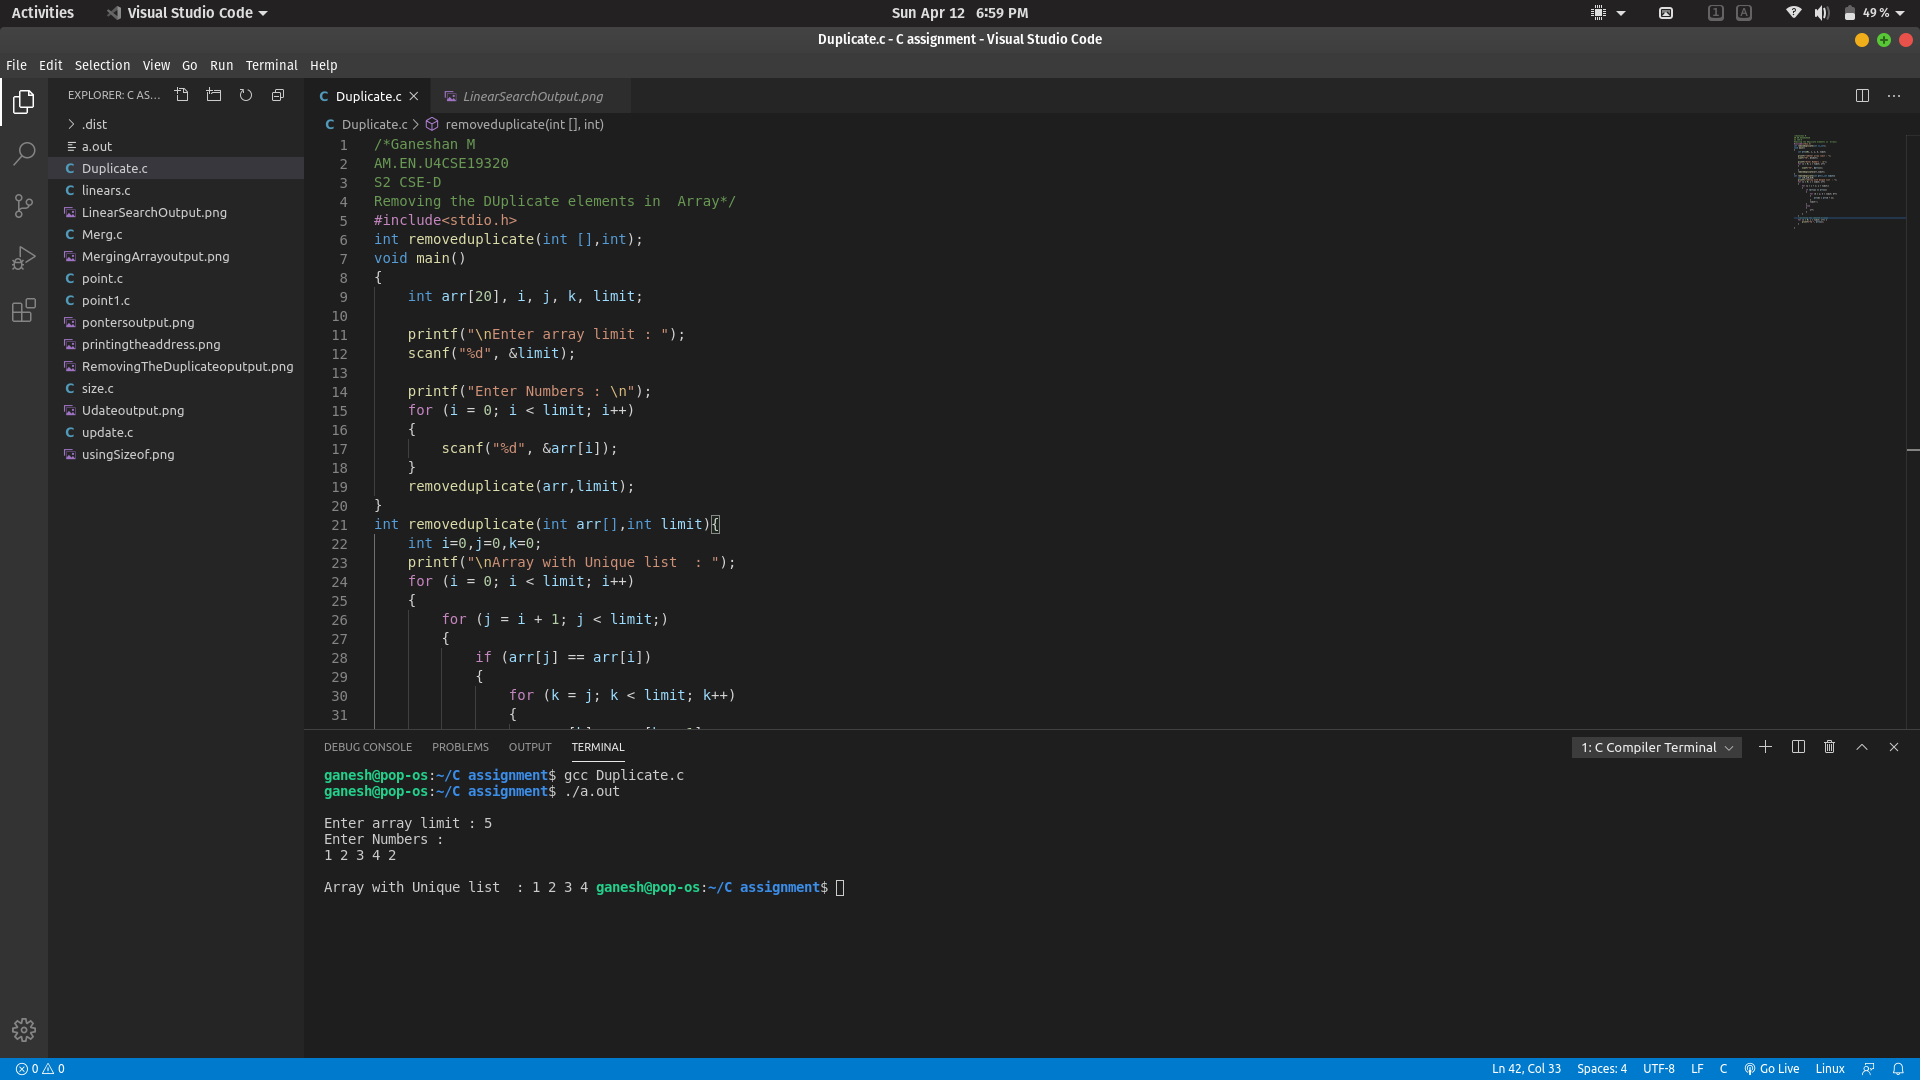 Activities Visual Studio Code Sun Apr 12 6:59 PM 1 A 49 %
Duplicate.c - C assignment - Visual Studio Code
File Edit Selection View Go Run Terminal Help
EXPLORER: C AS...
.dist
a.out
C Duplicate.c
C linears.c
LinearSearchOutput.png
C Merg.c
MergingArrayoutput.png
C point.c
C point1.c
pontersoutput.png
printingtheaddress.png
RemovingTheDuplicateoputput.png
C size.c
Udateoutput.png
C update.c
usingSizeof.png
C Duplicate.c LinearSearchOutput.png
C Duplicate.c > removeduplicate(int [], int)
1 /*Ganeshan M
2 AM.EN.U4CSE19320
3 S2 CSE-D
4 Removing the DUplicate elements in  Array*/
5 #include<stdio.h>
6 int removeduplicate(int [],int);
7 void main()
8 {
9     int arr[20], i, j, k, limit;
10
11     printf("\nEnter array limit : ");
12     scanf("%d", &limit);
13
14     printf("Enter Numbers : \n");
15     for (i = 0; i < limit; i++)
16     {
17         scanf("%d", &arr[i]);
18     }
19     removeduplicate(arr,limit);
20 }
21 int removeduplicate(int arr[],int limit){
22     int i=0,j=0,k=0;
23     printf("\nArray with Unique list  : ");
24     for (i = 0; i < limit; i++)
25     {
26         for (j = i + 1; j < limit;)
27         {
28             if (arr[j] == arr[i])
29             {
30                 for (k = j; k < limit; k++)
31                 {
DEBUG CONSOLE PROBLEMS OUTPUT TERMINAL 1: C Compiler Terminal
ganesh@pop-os:~/C assignment$ gcc Duplicate.c
ganesh@pop-os:~/C assignment$ ./a.out
Enter array limit : 5
Enter Numbers :
1 2 3 4 2
Array with Unique list  : 1 2 3 4 ganesh@pop-os:~/C assignment$
0 0 Ln 42, Col 33 Spaces: 4 UTF-8 LF C Go Live Linux